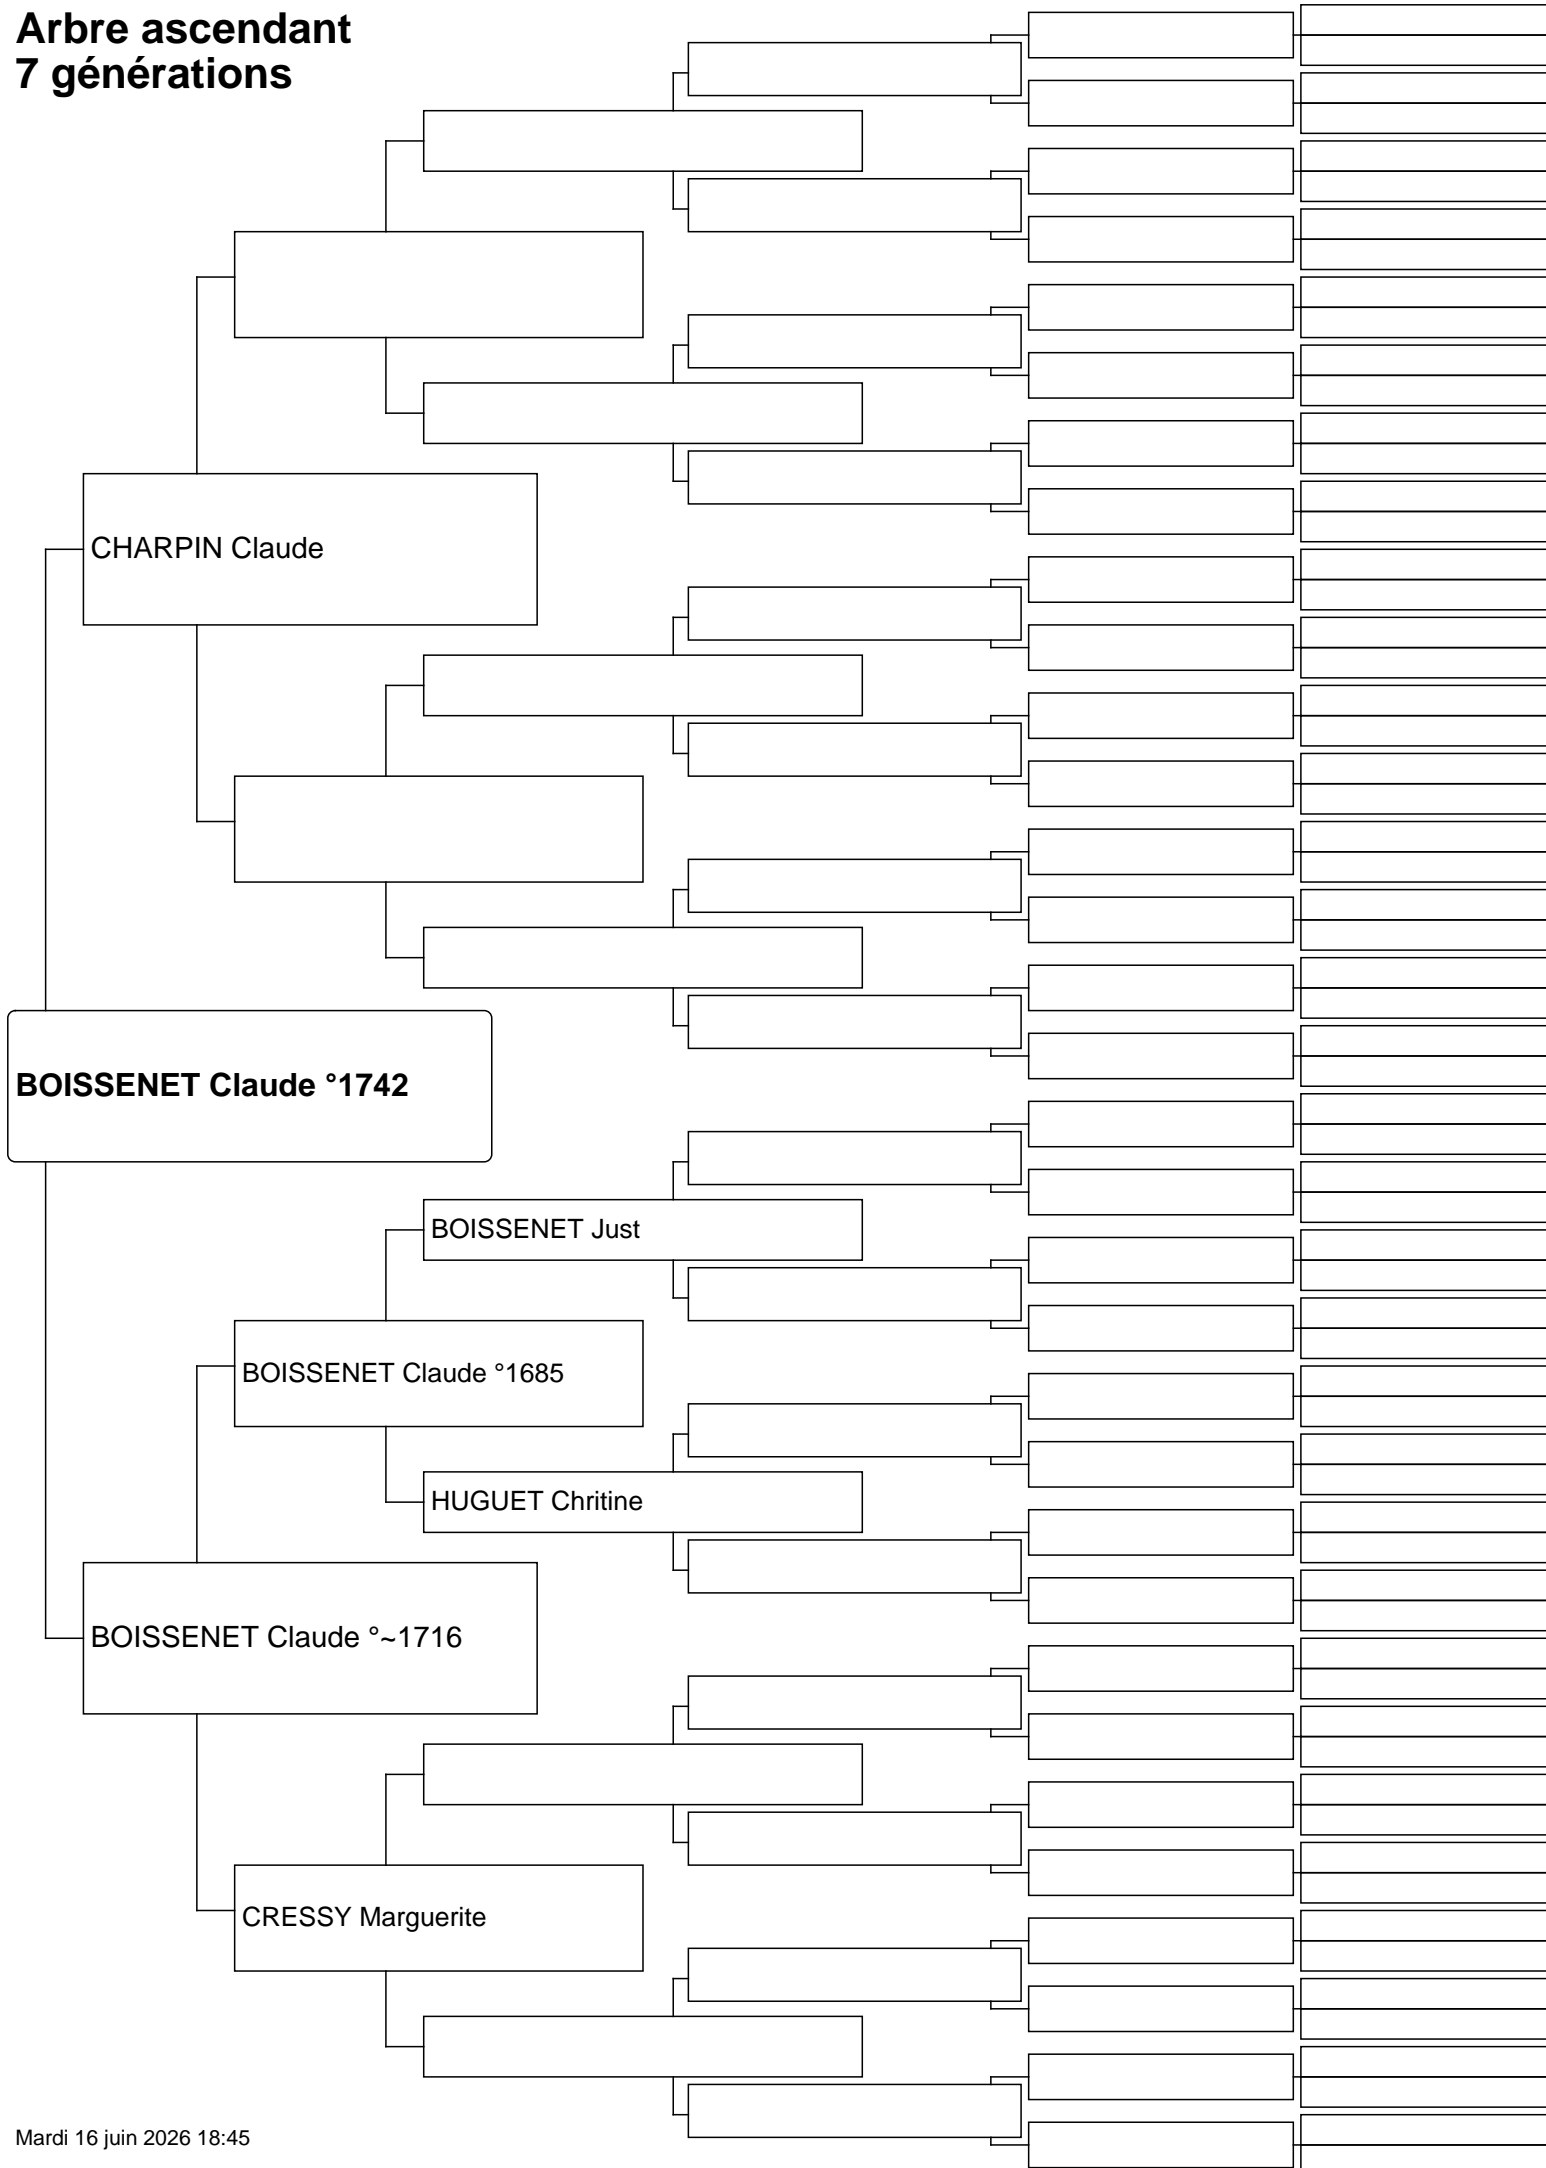 Arbre ascendant
7 générations
CHARPIN Claude
BOISSENET Claude °1742
BOISSENET Just
BOISSENET Claude °1685
HUGUET Chritine
BOISSENET Claude °~1716
CRESSY Marguerite
Mardi 16 juin 2026 18:45